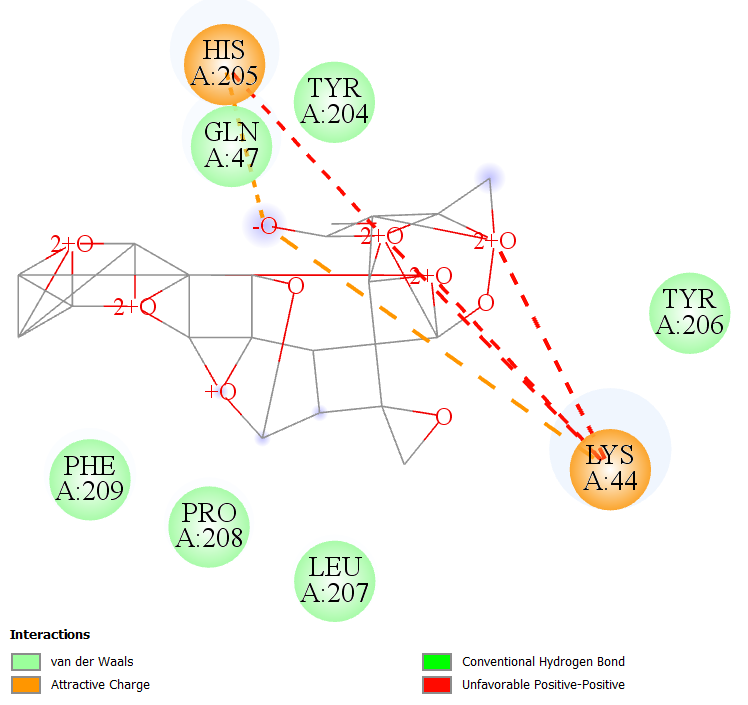 HIS
A:205
TYR
A:204
GLN
A:47
-O
2+O
2+O
2+O
2+O
2+O
O
O
TYR
A:206
+O
O
LYS
A:44
PHE
A:209
PRO
A:208
LEU
A:207
Interactions
van der Waals
Conventional Hydrogen Bond
Attractive Charge
Unfavorable Positive-Positive